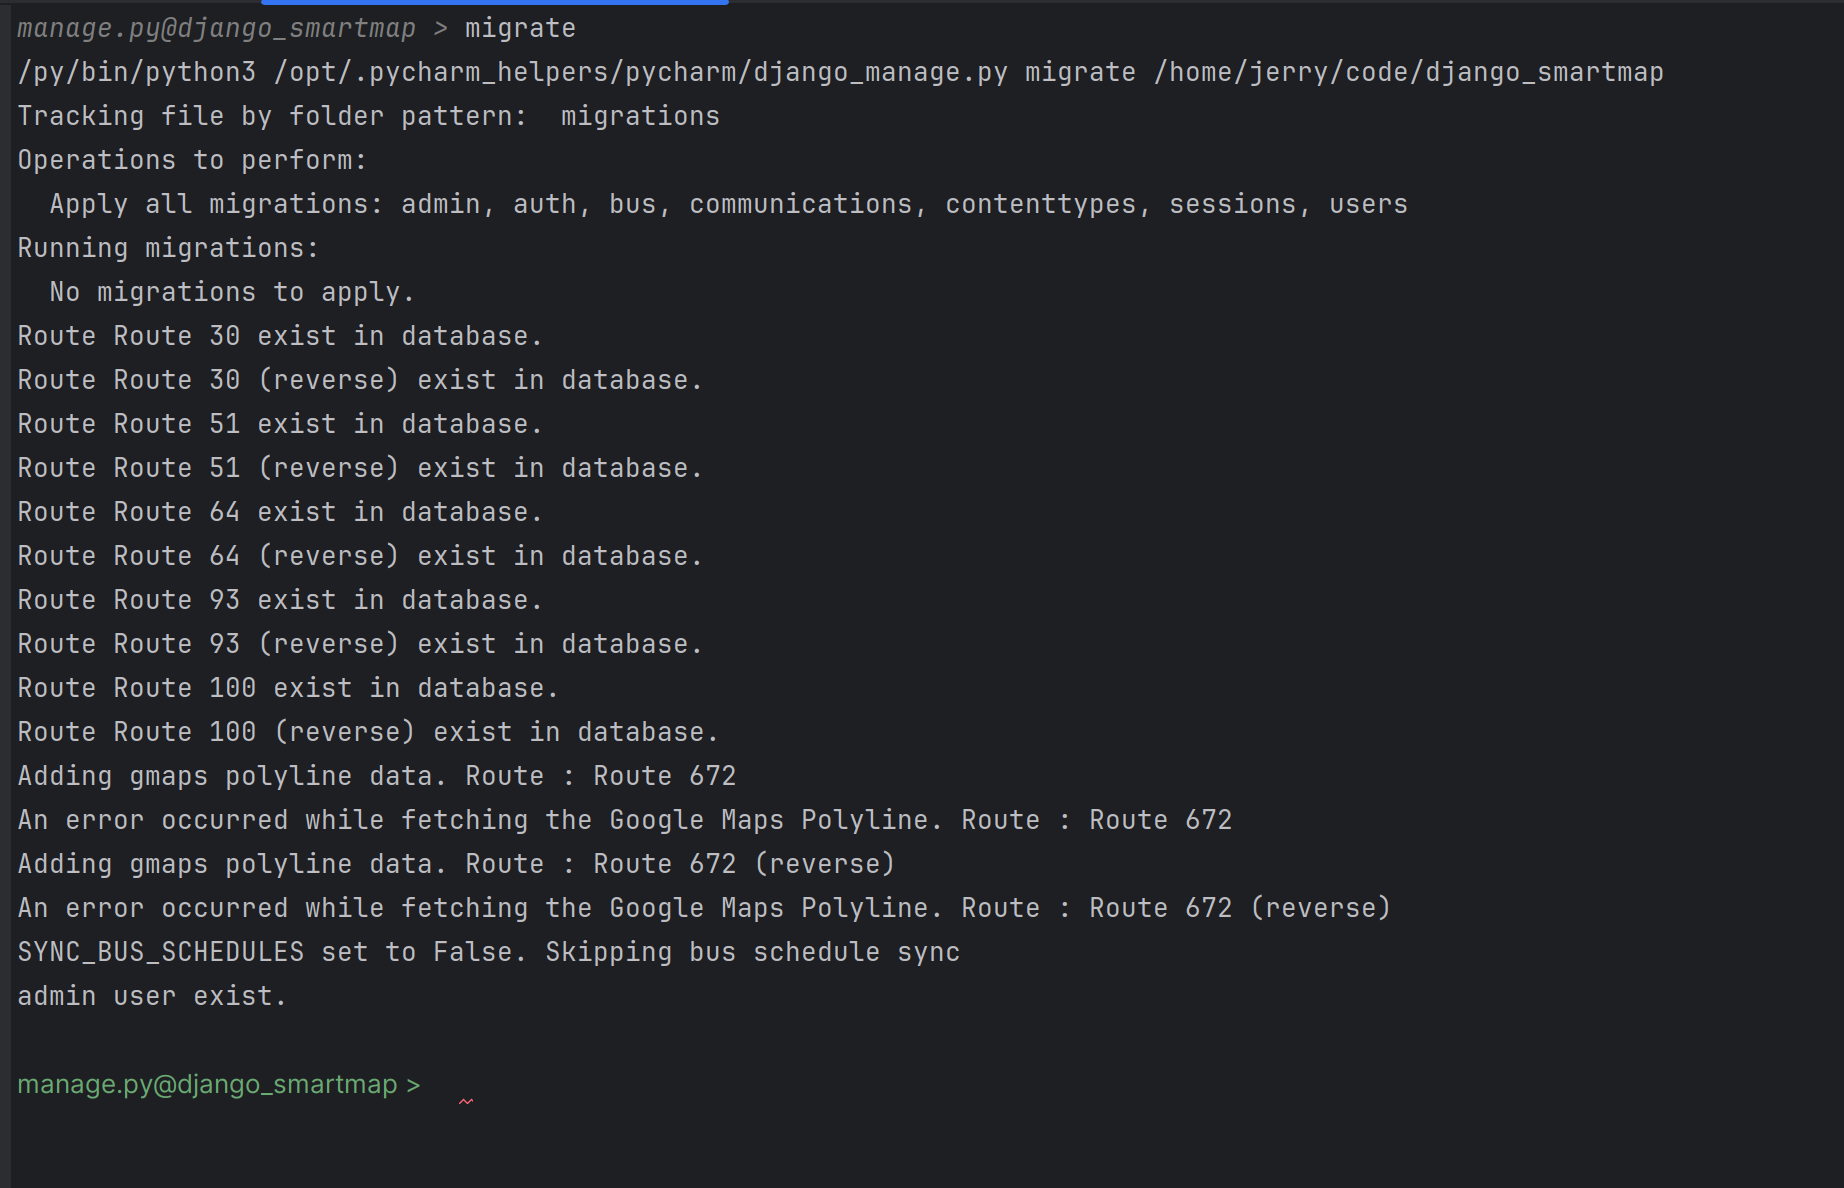 manage.py@django_smartmap > migrate
/py/bin/python3 /opt/.pycharm_helpers/pycharm/django_manage.py migrate /home/jerry/code/django_smartmap
Tracking file by folder pattern:  migrations
Operations to perform:
  Apply all migrations: admin, auth, bus, communications, contenttypes, sessions, users
Running migrations:
  No migrations to apply.
Route Route 30 exist in database.
Route Route 30 (reverse) exist in database.
Route Route 51 exist in database.
Route Route 51 (reverse) exist in database.
Route Route 64 exist in database.
Route Route 64 (reverse) exist in database.
Route Route 93 exist in database.
Route Route 93 (reverse) exist in database.
Route Route 100 exist in database.
Route Route 100 (reverse) exist in database.
Adding gmaps polyline data. Route : Route 672
An error occurred while fetching the Google Maps Polyline. Route : Route 672
Adding gmaps polyline data. Route : Route 672 (reverse)
An error occurred while fetching the Google Maps Polyline. Route : Route 672 (reverse)
SYNC_BUS_SCHEDULES set to False. Skipping bus schedule sync
admin user exist.
manage.py@django_smartmap >